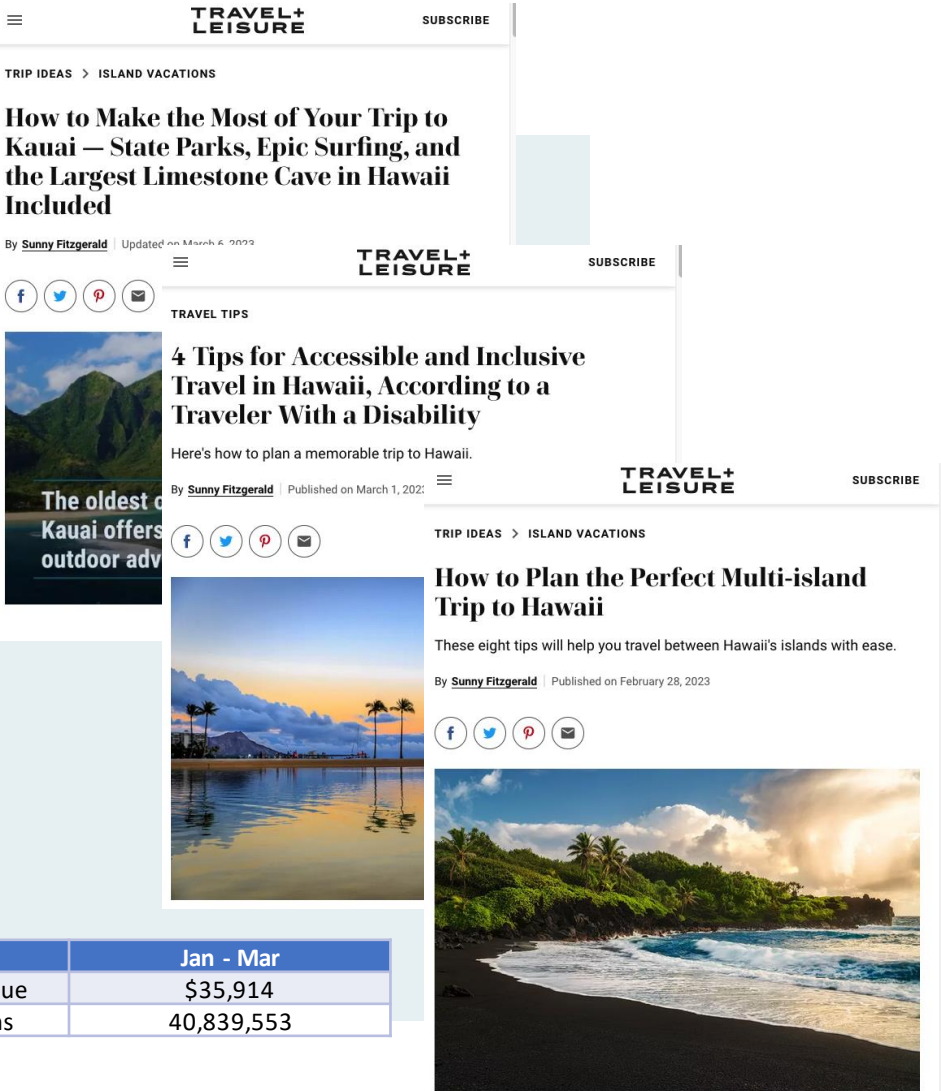 TRAVEL+
LEISURE
SUBSCRIBE
TRIP IDEAS > ISLAND VACATIONS
How to Make the Most of Your Trip to
Kauai — State Parks, Epic Surfing, and
the Largest Limestone Cave in Hawaii
Included
By Sunny Fitzgerald | Updated on March 6, 2023
The oldest
Kauai offers
outdoor
TRAVEL+
LEISURE
SUBSCRIBE
TRAVEL TIPS
4 Tips for Accessible and Inclusive
Travel in Hawaii, According to a
Traveler With a Disability
Here's how to plan a memorable trip to Hawaii.
By Sunny Fitzgerald | Published on March 1, 2023
TRAVEL+
LEISURE
SUBSCRIBE
TRIP IDEAS > ISLAND VACATIONS
How to Plan the Perfect Multi-island
Trip to Hawaii
These eight tips will help you travel between Hawaii's islands with ease.
By Sunny Fitzgerald | Published on February 28, 2023
Jan - Mar
ue $35,914
s 40,839,553